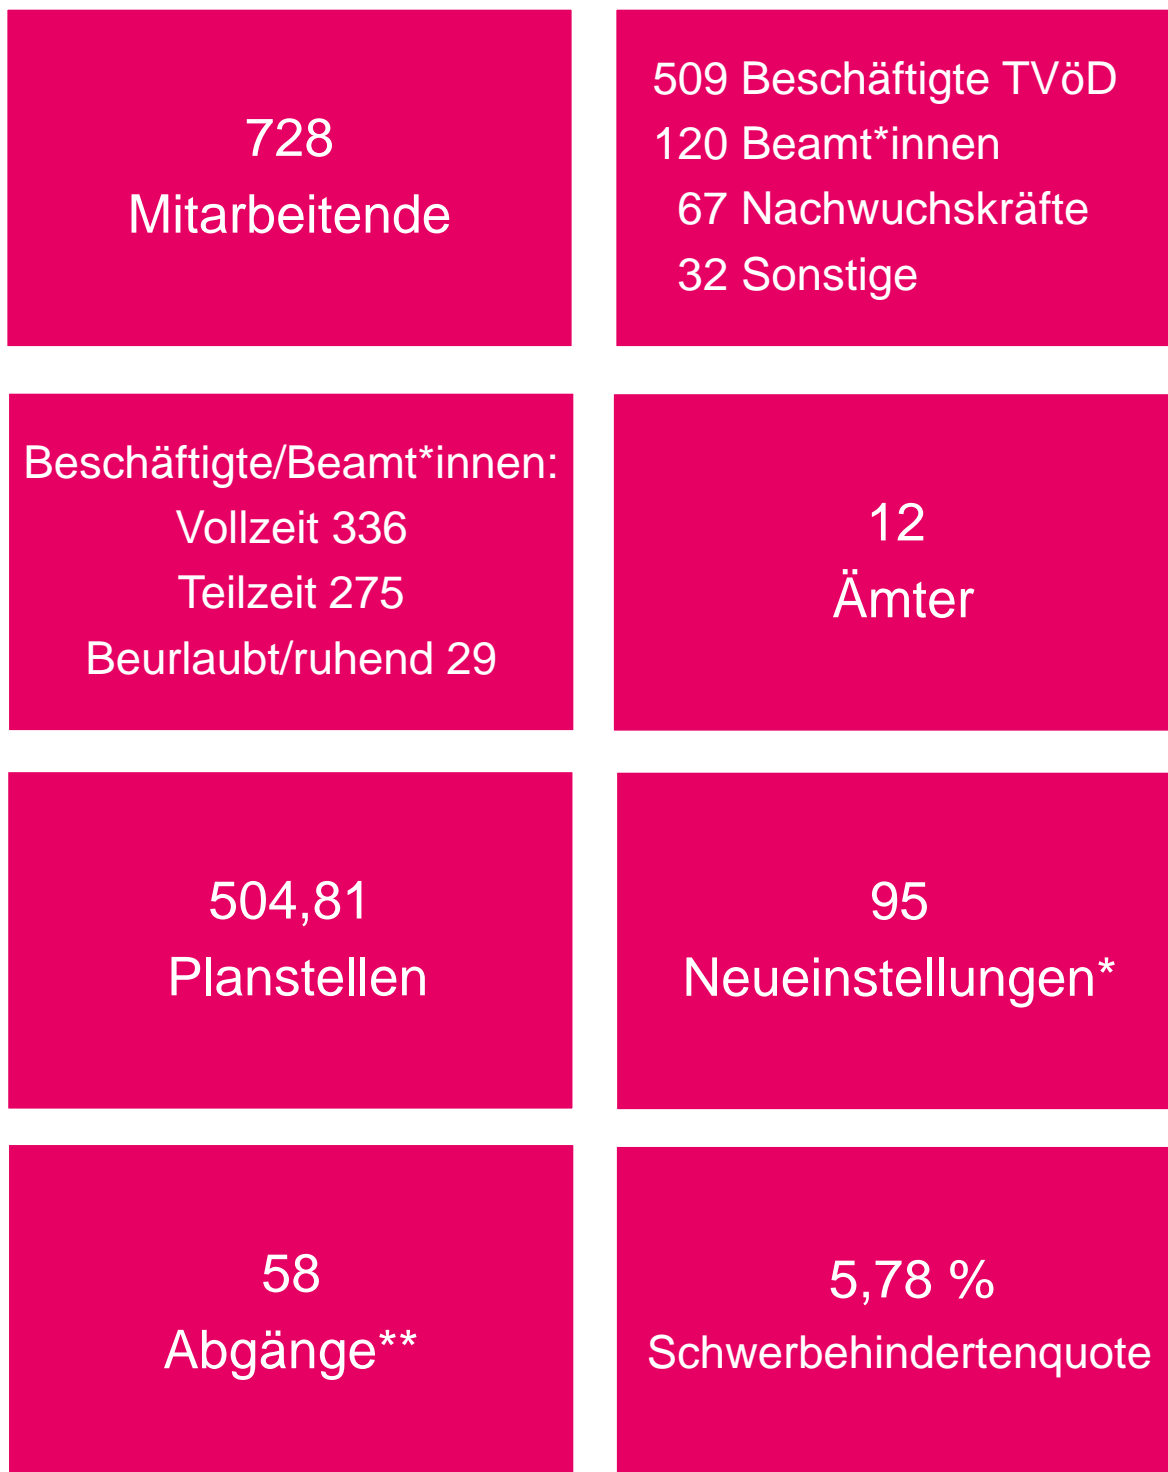 728
Mitarbeitende
509 Beschäftigte TVöD
120 Beamt*innen
67 Nachwuchskräfte
32 Sonstige
Beschäftigte/Beamt*innen:
Vollzeit 336
Teilzeit 275
Beurlaubt/ruhend 29
12
Ämter
504,81
Planstellen
95
Neueinstellungen*
58
Abgänge**
5,78 %
Schwerbehindertenquote